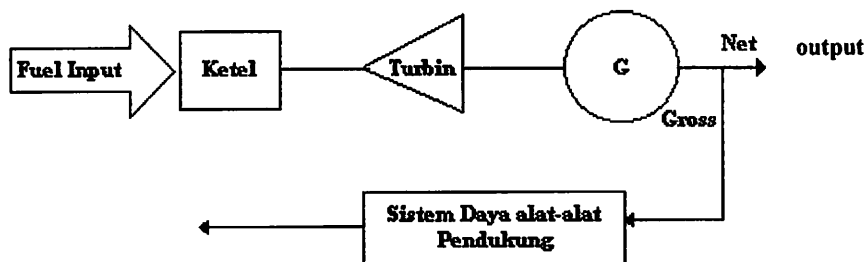 Fuel Input
Ketel
Turbin
G
Net
output
Gross
Sistem Daya alat-alat
Pendukung